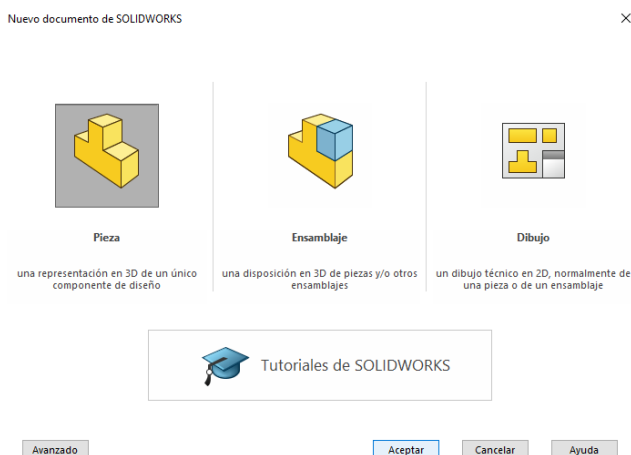 Nuevo documento de SOLIDWORKS
Pieza
una representación en 3D de un único
componente de diseño
Ensamblaje
una disposición en 3D de piezas y/o otros
ensamblajes
Dibujo
un dibujo técnico en 2D, normalmente de
una pieza o de un ensamblaje
Tutoriales de SOLIDWORKS
Avanzado
Aceptar
Cancelar
Ayuda